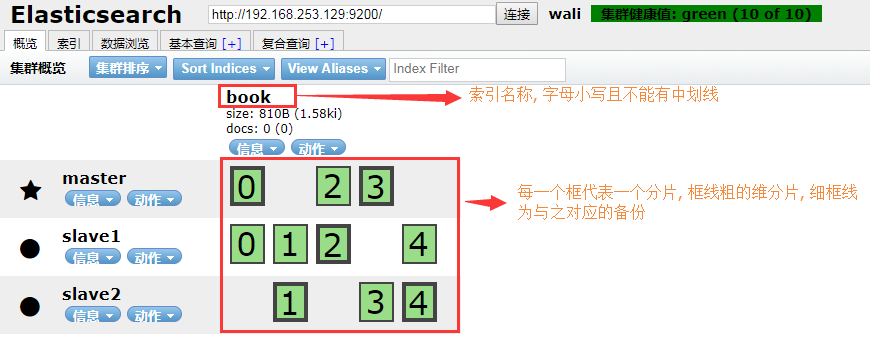 Elasticsearch http://192.168.253.129:9200/ 连接 wali 集群健康值: green (10 of 10)
概览 索引 数据浏览 基本查询 [+] 复合查询 [+]
集群概览 集群排序 Sort Indices View Aliases Index Filter
book
索引名称, 字母小写且不能有中划线
size: 810B (1.58ki)
docs: 0 (0)
信息 动作
master
信息 动作
0 2 3
每一个框代表一个分片, 框线粗的维分片, 细框线
为与之对应的备份
slave1
信息 动作
0 1 2 4
slave2
信息 动作
1 3 4